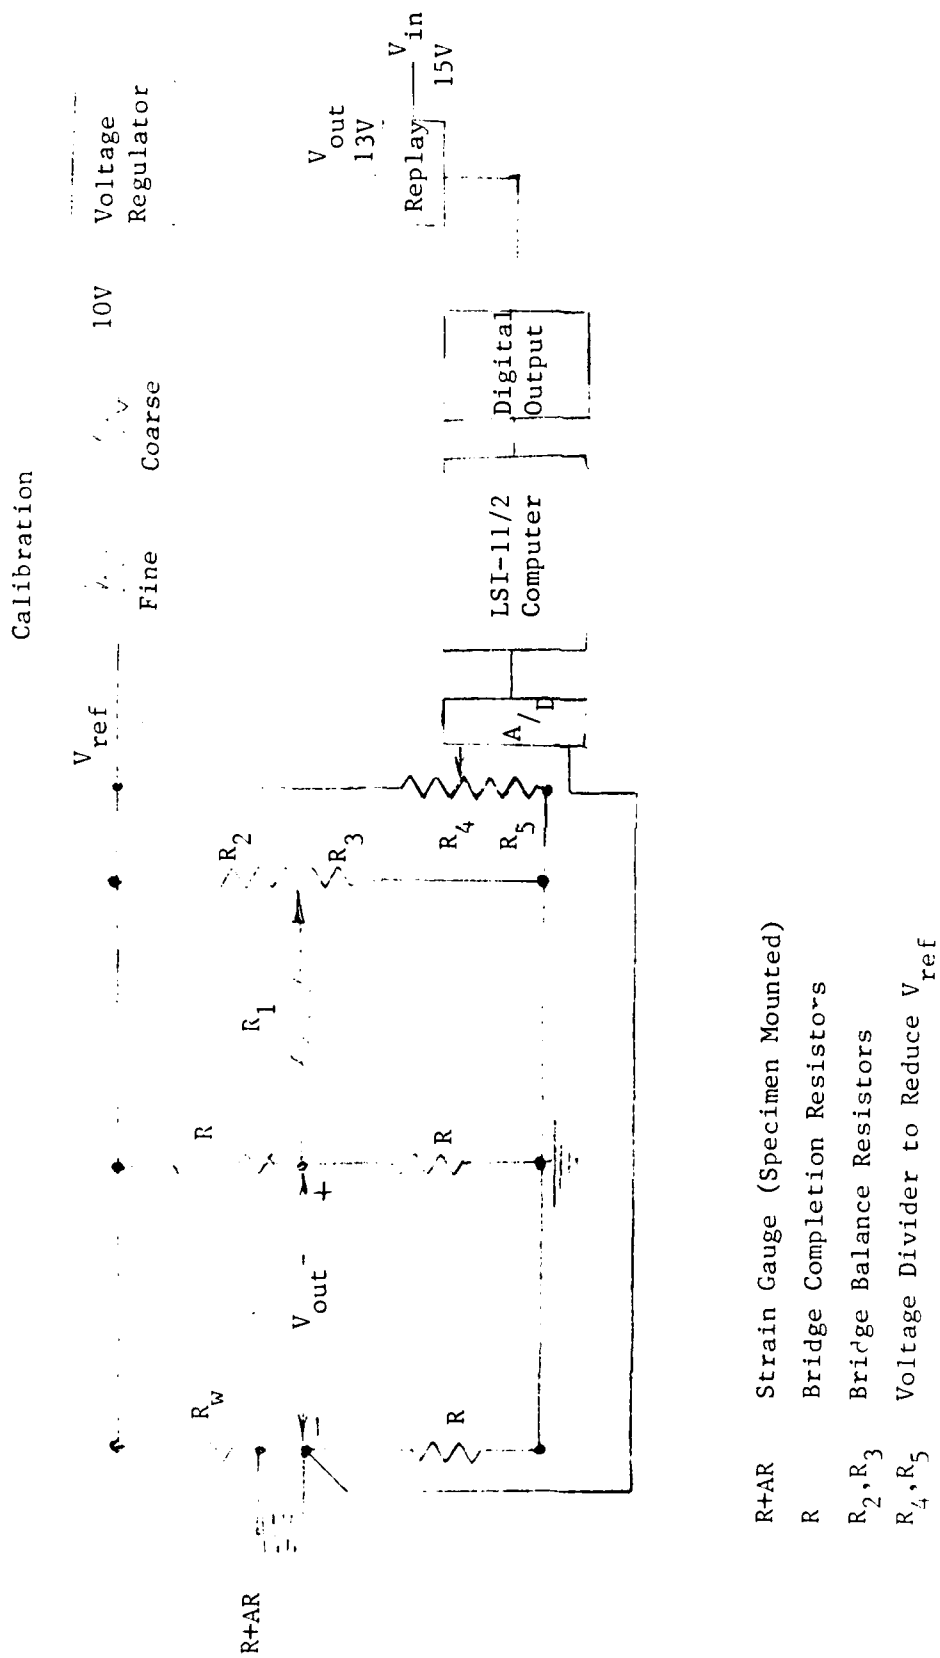 Calibration
V_ref
Fine
Coarse
10V
Voltage
Regulator
V_out
13V
Replay
V_in
15V
R_w
R
R_1
R_2
R_3
R+AR
V_out
-
+
-
R
R
R_4
R_5
A/D
LSI-11/2
Computer
Digital
Output
R+AR Strain Gauge (Specimen Mounted)
R Bridge Completion Resistors
R_2,R_3 Bridge Balance Resistors
R_4,R_5 Voltage Divider to Reduce V_ref